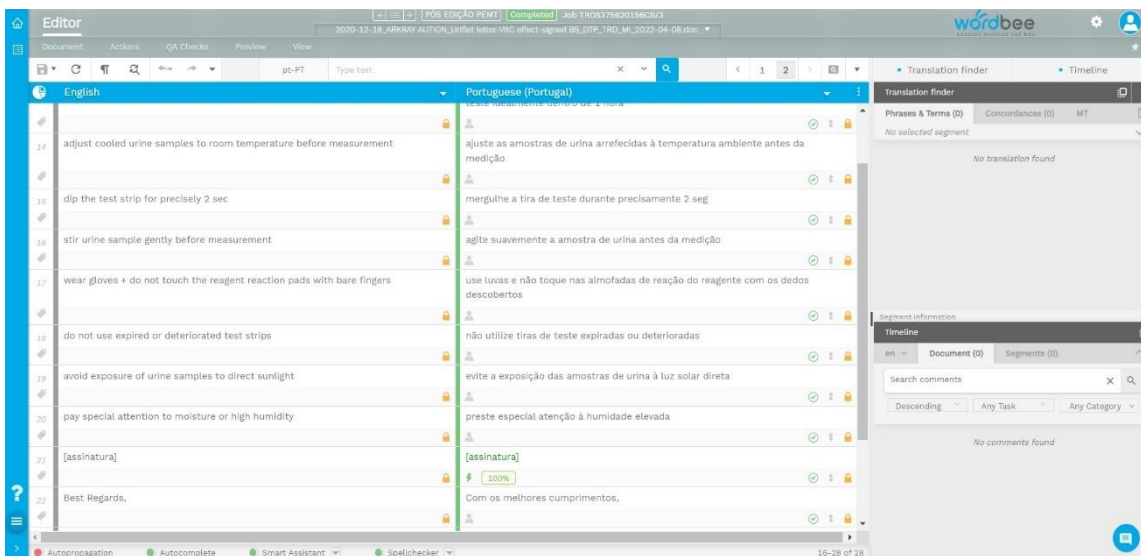 Editor
PÓS EDIÇÃO PEMT Completed Job TRD8375620156CB/3
2020-12-18_ARKRAY AUTION_Uriflet letter-VitC effect-signed BS_DTP_TRD_MI_2022-04-08.doc
wordbee
Document Actions QA Checks Preview View
pt-PT Type text 1 2
Translation finder Timeline
English Portuguese (Portugal)
Translation finder
Phrases & Terms (0) Concordances (0) MT
No selected segment
No translation found
teste idealmente dentro de 1 hora
14 adjust cooled urine samples to room temperature before measurement
ajuste as amostras de urina arrefecidas à temperatura ambiente antes da
medição
15 dip the test strip for precisely 2 sec
mergulhe a tira de teste durante precisamente 2 seg
16 stir urine sample gently before measurement
agite suavemente a amostra de urina antes da medição
17 wear gloves + do not touch the reagent reaction pads with bare fingers
use luvas e não toque nas almofadas de reação do reagente com os dedos
descobertos
18 do not use expired or deteriorated test strips
não utilize tiras de teste expiradas ou deterioradas
19 avoid exposure of urine samples to direct sunlight
evite a exposição das amostras de urina à luz solar direta
20 pay special attention to moisture or high humidity
preste especial atenção à humidade elevada
21 [assinatura]
[assinatura]
100%
22 Best Regards,
Com os melhores cumprimentos,
Segment information
Timeline
en Document (0) Segments (0)
Search comments
Descending Any Task Any Category
No comments found
Autopropagation Autocomplete Smart Assistant Spellchecker 16-28 of 28